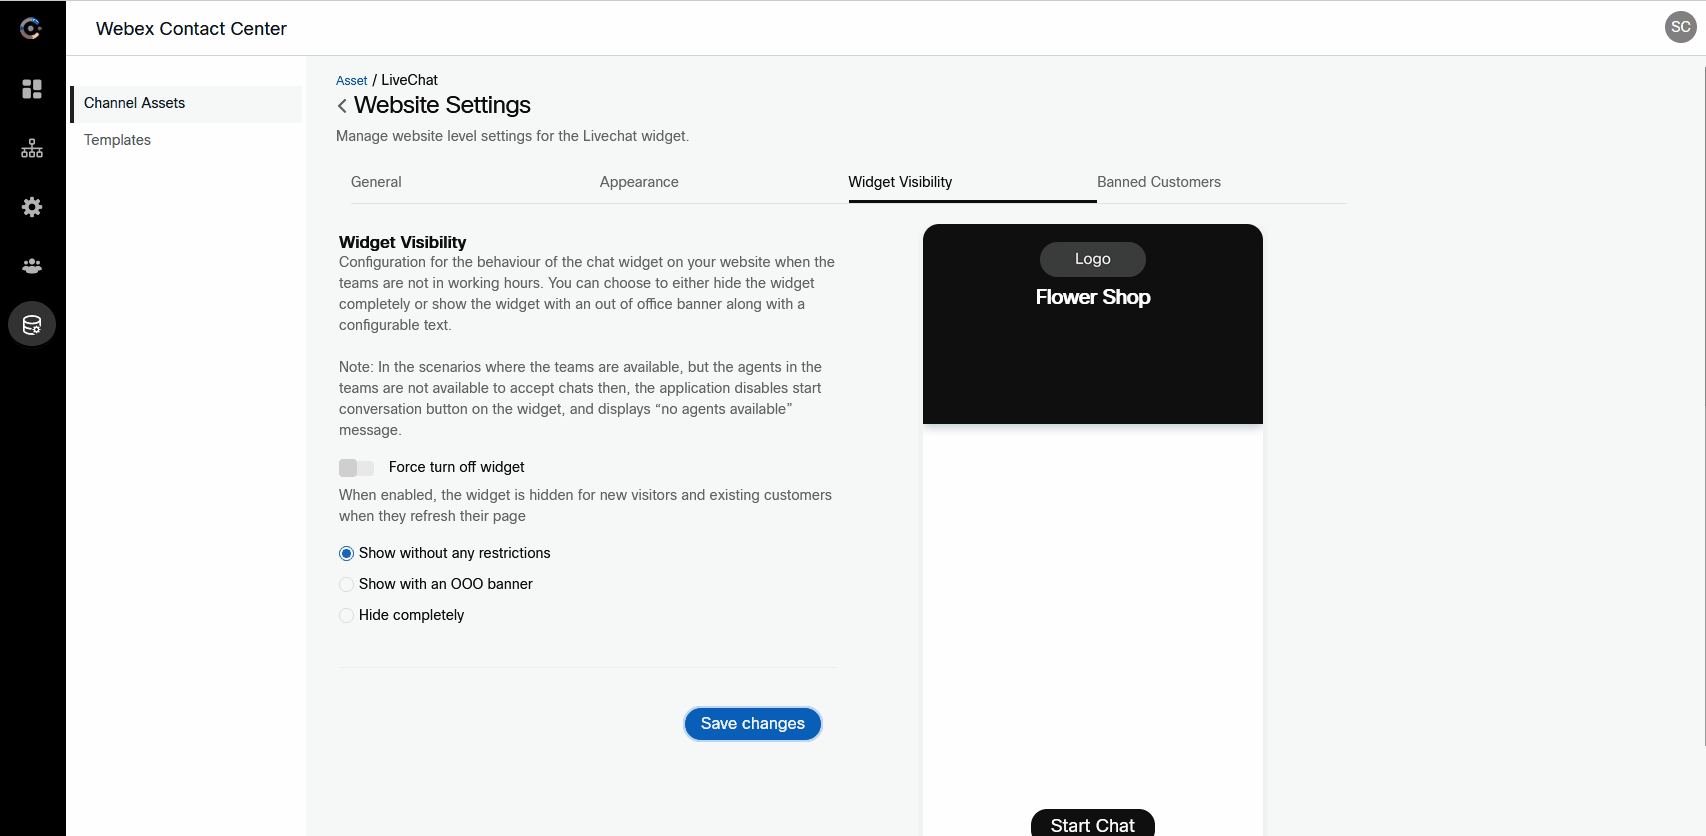 Webex Contact Center
SC
Channel Assets
Templates
Asset / LiveChat
Website Settings
Manage website level settings for the Livechat widget.
General
Appearance
Widget Visibility
Banned Customers
Widget Visibility
Configuration for the behaviour of the chat widget on your website when the
teams are not in working hours. You can choose to either hide the widget
completely or show the widget with an out of office banner along with a
configurable text.
Note: In the scenarios where the teams are available, but the agents in the
teams are not available to accept chats then, the application disables start
conversation button on the widget, and displays “no agents available”
message.
Force turn off widget
When enabled, the widget is hidden for new visitors and existing customers
when they refresh their page
Show without any restrictions
Show with an OOO banner
Hide completely
Save changes
Logo
Flower Shop
Start Chat